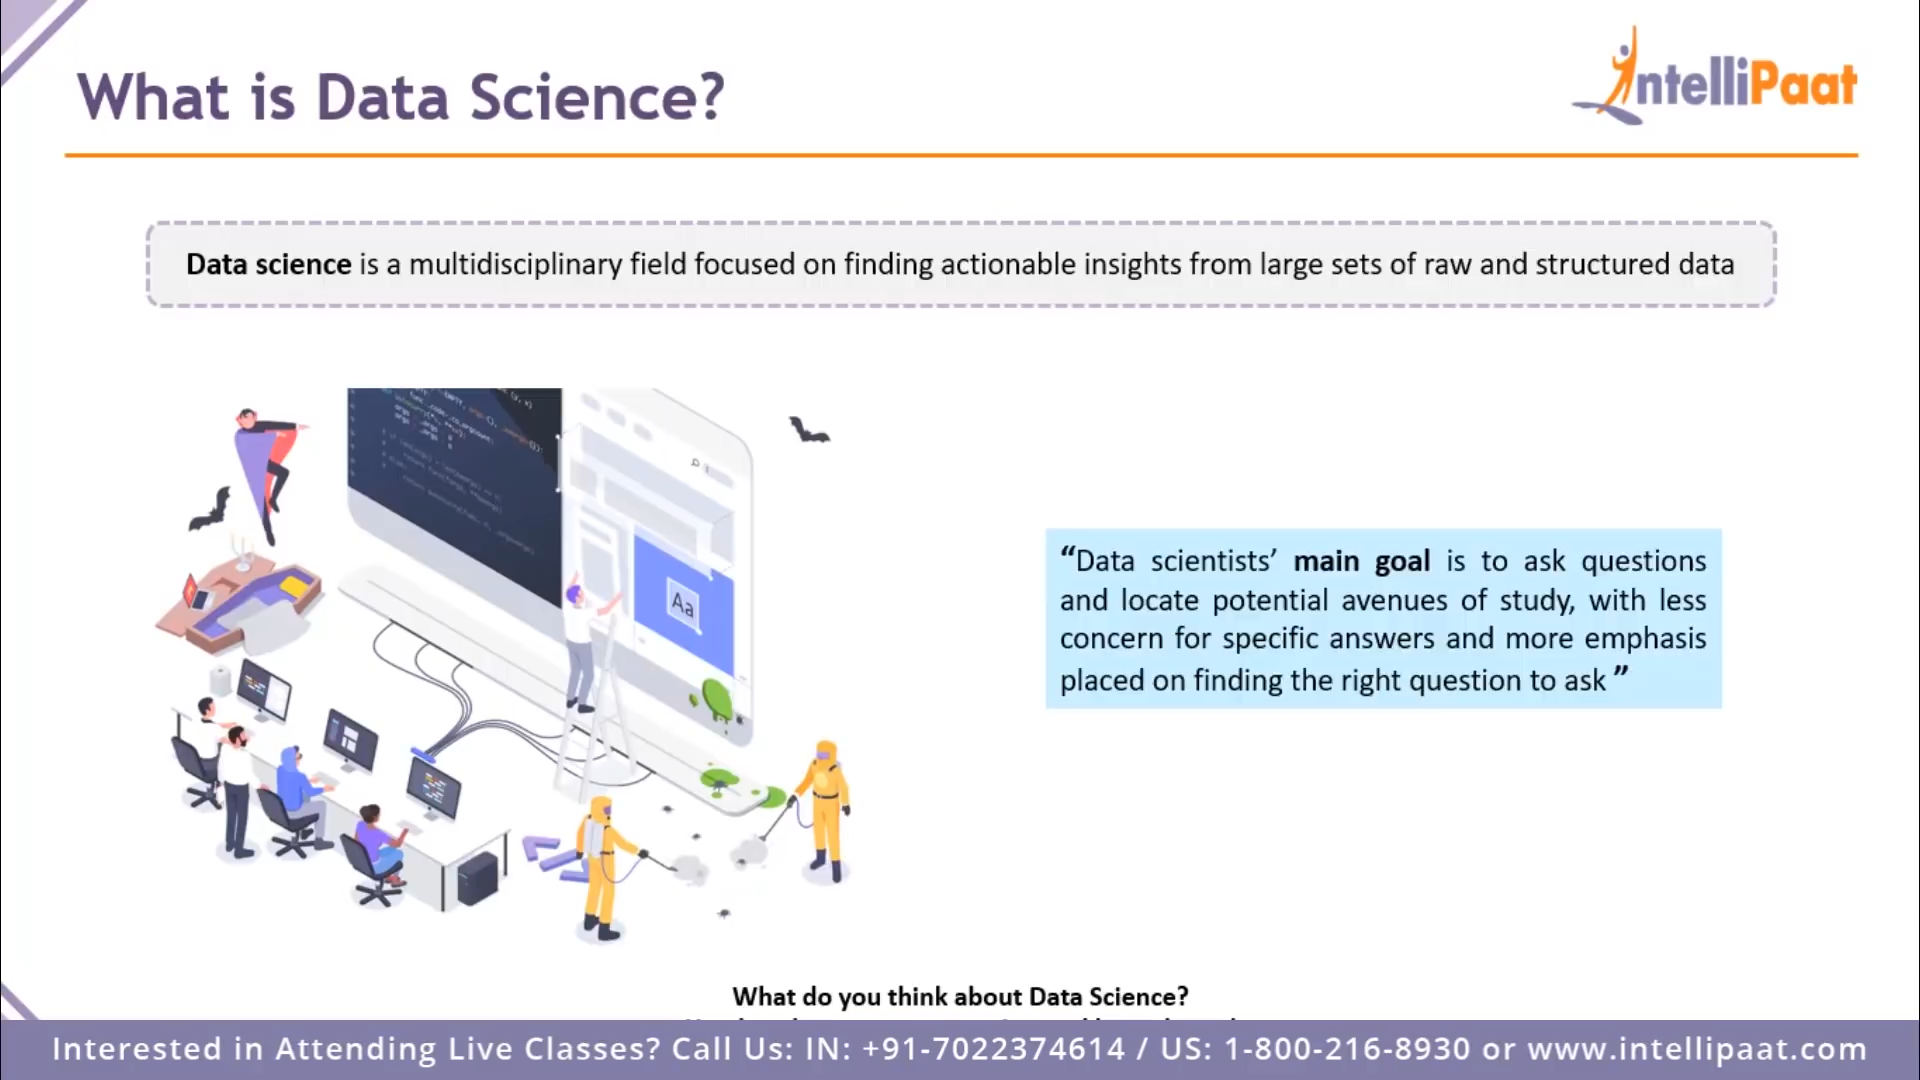 What is Data Science?
IntelliPaat
Data science is a multidisciplinary field focused on finding actionable insights from large sets of raw and structured data
Aa
“Data scientists’ main goal is to ask questions
and locate potential avenues of study, with less
concern for specific answers and more emphasis
placed on finding the right question to ask ”
What do you think about Data Science?
Interested in Attending Live Classes? Call Us: IN: +91-7022374614 / US: 1-800-216-8930 or www.intellipaat.com